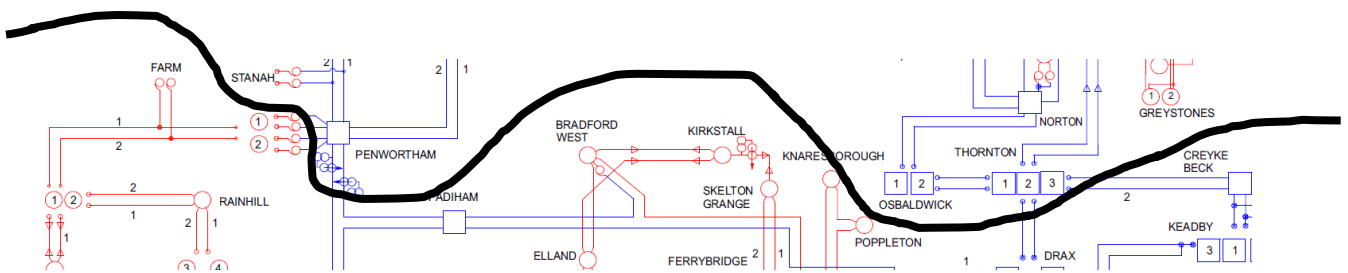 FARM
STANAH
2 1
2 1
1 2
GREYSTONES
1
2
1
2
NORTON
BRADFORD
WEST
KIRKSTALL
PENWORTHAM
KNARESBOROUGH
THORNTON
CREYKE
BECK
1 2
RAINHILL
2
1
SKELTON
GRANGE
1 2
OSBALDWICK
1 2 3
2
2 1
1
POPPLETON
KEADBY
3 1
ELLAND
FERRYBRIDGE
2 1
DRAX
1
3 4